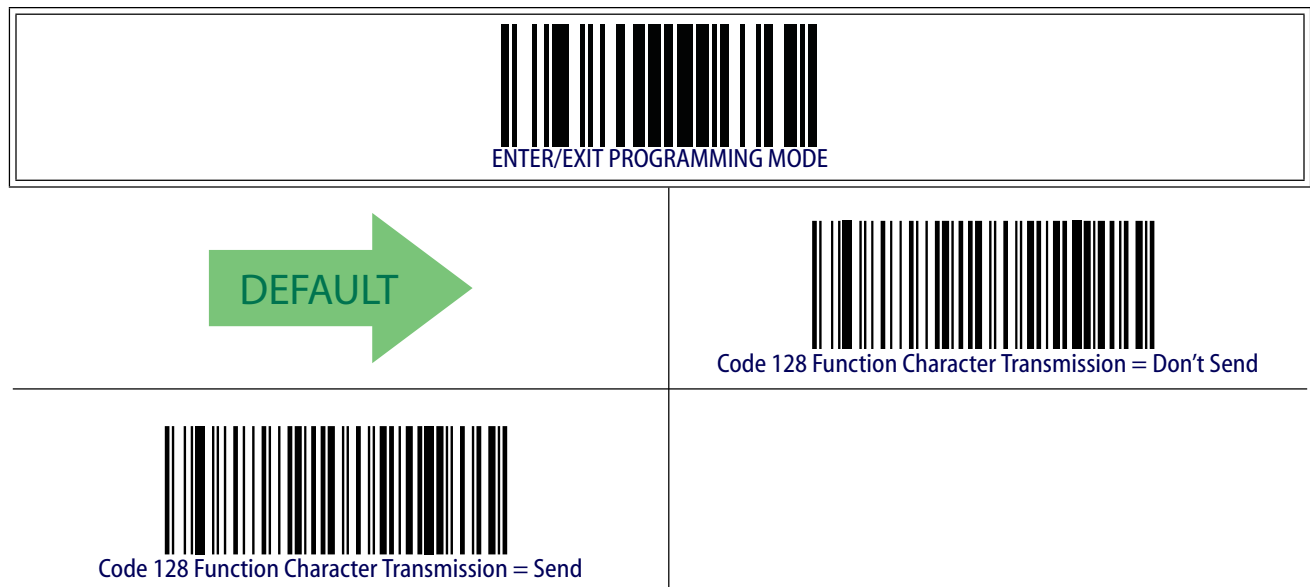 ENTER/EXIT PROGRAMMING MODE
DEFAULT
Code 128 Function Character Transmission = Don’t Send
Code 128 Function Character Transmission = Send